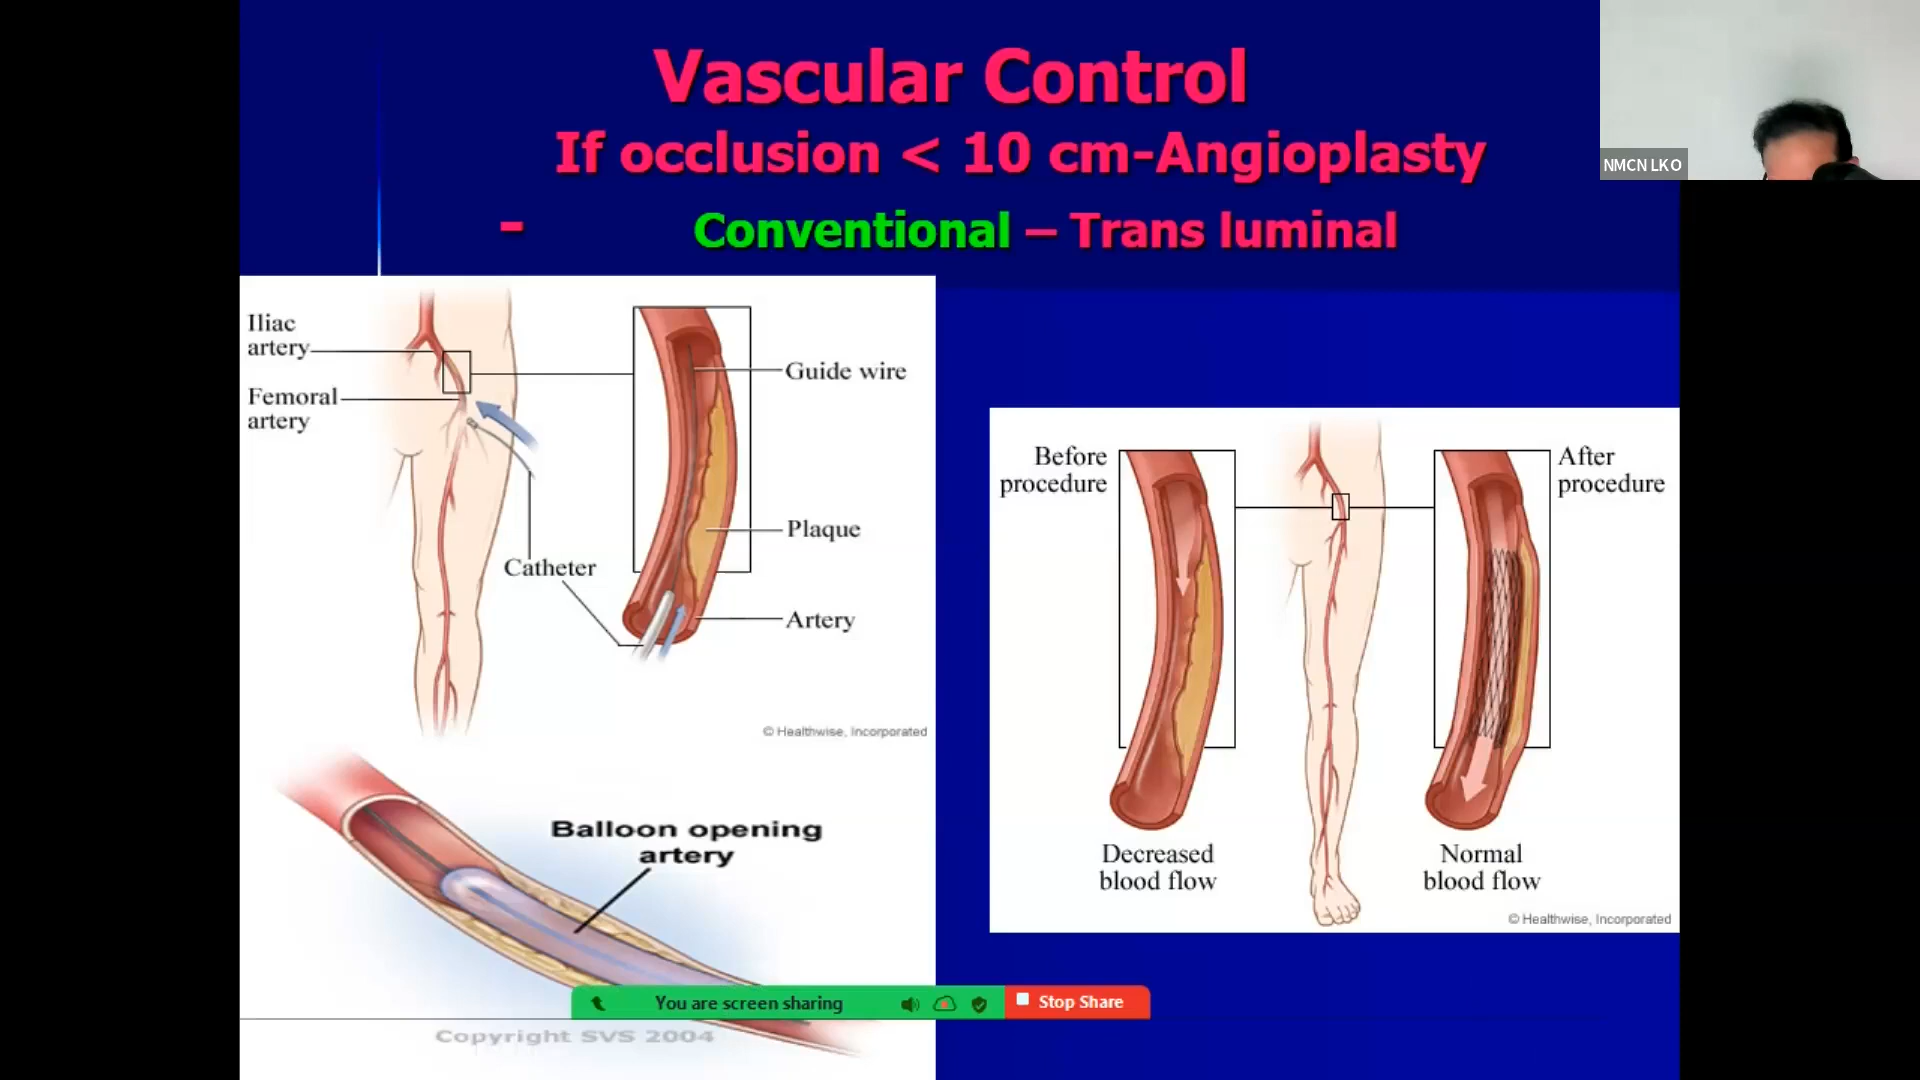 Vascular Control
If occlusion < 10 cm-Angioplasty
- Conventional – Trans luminal
NMCN LKO
Iliac
artery
Femoral
artery
Guide wire
Plaque
Catheter
Artery
© Healthwise, Incorporated
Balloon opening
artery
Copyright SVS 2004
Before
procedure
After
procedure
Decreased
blood flow
Normal
blood flow
© Healthwise, Incorporated
You are screen sharing
Stop Share